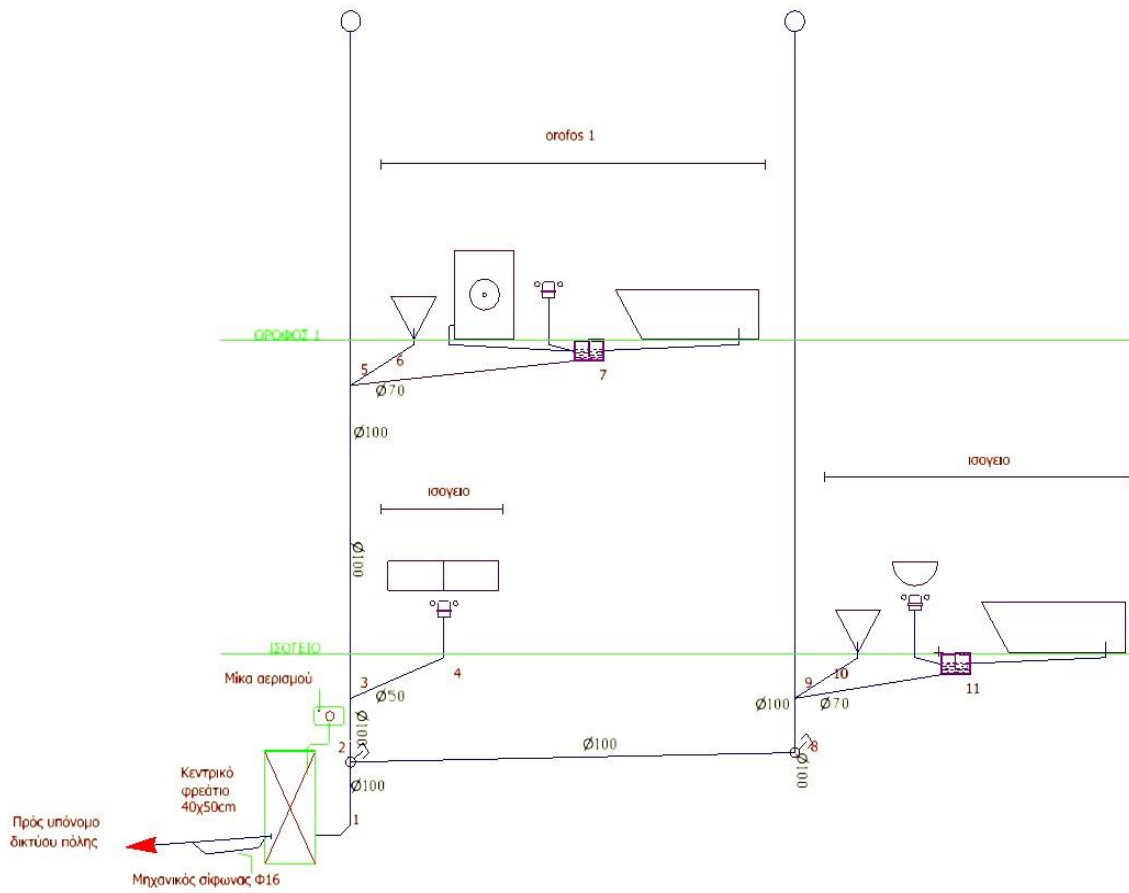 orofos 1
ΟΡΟΦΟΣ 1
5
6
7
Ø70
Ø100
ισογειο
ισογειο
Ø100
ΙΣΟΓΕΙΟ
3
4
Ø50
9
10
11
Ø100
Ø70
Μίκα αερισμού
Ø100
2
Ø100
8
Ø100
Κεντρικό
φρεάτιο
40χ50cm
Ø100
1
Πρός υπόνομο
δικτύου πόλης
Μηχανικός σίφωνας Φ16